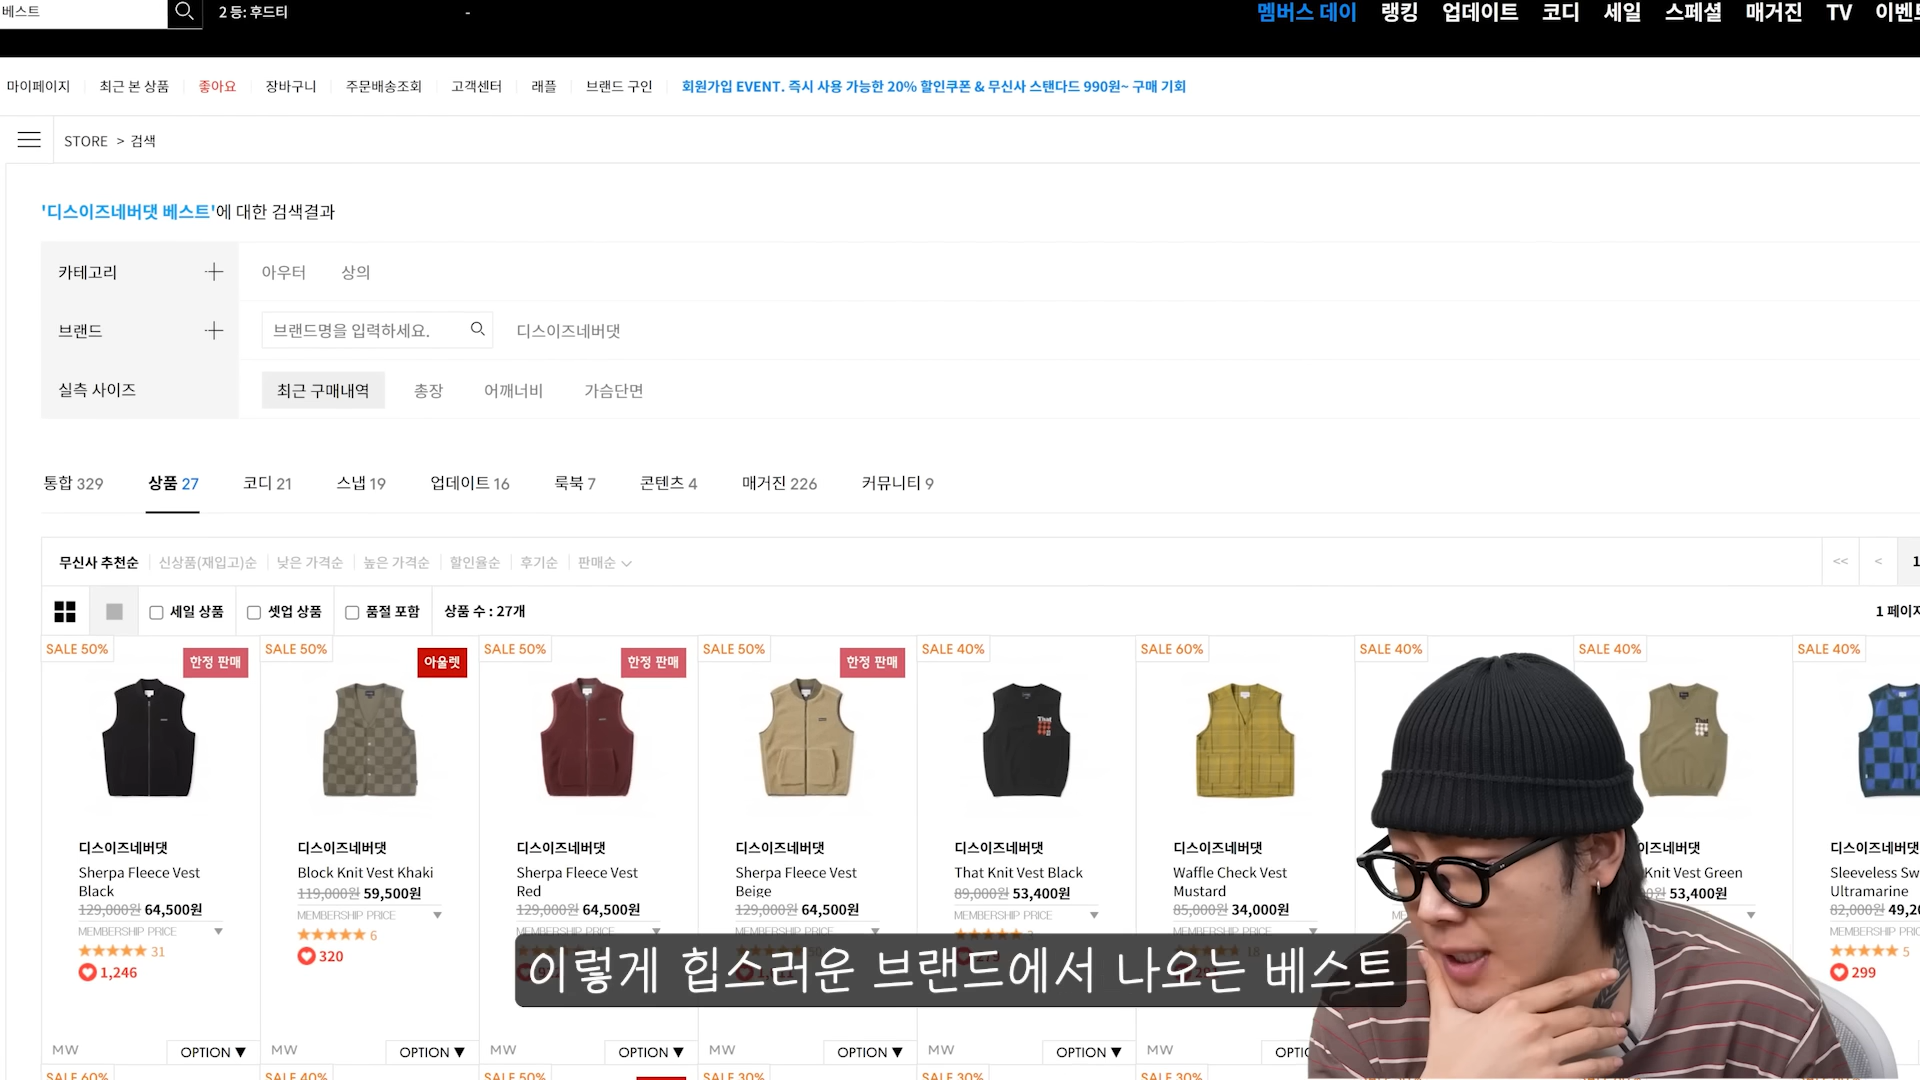 베스트
2 등: 후드티
-
멤버스 데이 랭킹 업데이트 코디 세일 스페셜 매거진 TV
마이페이지 최근 본 상품 좋아요 장바구니 주문배송조회 고객센터 래플 브랜드 구인 회원가입 EVENT. 즉시 사용 가능한 20% 할인쿠폰 & 무신사 스탠다드 990원~ 구매 기회
STORE > 검색
'디스이즈네버댓 베스트'에 대한 검색결과
카테고리 아우터 상의
브랜드 브랜드명을 입력하세요. 디스이즈네버댓
실측 사이즈 최근 구매내역 총장 어깨너비 가슴단면
통합 329 상품 27 코디 21 스냅 19 업데이트 16 룩북 7 콘텐츠 4 매거진 226 커뮤니티 9
무신사 추천순 신상품(재입고)순 낮은 가격순 높은 가격순 할인율순 후기순 판매순 << < 1
세일 상품 셋업 상품 품절 포함 상품 수 : 27개 1
SALE 50% SALE 50% SALE 50% SALE 50% SALE 40% SALE 60% SALE 40% SALE 40% SALE 40%
한정 판매 아울렛 한정 판매 한정 판매
That
That
디스이즈네버댓
Sherpa Fleece Vest
Black
129,000원 64,500원
MEMBERSHIP PRICE ▼
★★★★★ 31
1,246
MW OPTION ▼
디스이즈네버댓
Block Knit Vest Khaki
119,000원 59,500원
MEMBERSHIP PRICE ▼
★★★★★ 6
320
MW OPTION ▼
디스이즈네버댓
Sherpa Fleece Vest
Red
129,000원 64,500원
MEMBERSHIP PRICE ▼
MW OPTION ▼
디스이즈네버댓
Sherpa Fleece Vest
Beige
129,000원 64,500원
MEMBERSHIP PRICE ▼
MW OPTION ▼
디스이즈네버댓
That Knit Vest Black
89,000원 53,400원
MEMBERSHIP PRICE ▼
MW OPTION ▼
디스이즈네버댓
Waffle Check Vest
Mustard
85,000원 34,000원
MEMBERSHIP PRICE ▼
MW
Knit Vest Green
53,400원
▼
디스이즈네버댓
Sleeveless
Ultramarine
82,000원
MEMBERSHIP
★★★★★ 5
299
이렇게 힙스러운 브랜드에서 나오는 베스트
SALE 60% SALE 40% SALE 50% SALE 30% SALE 30% SALE 30%